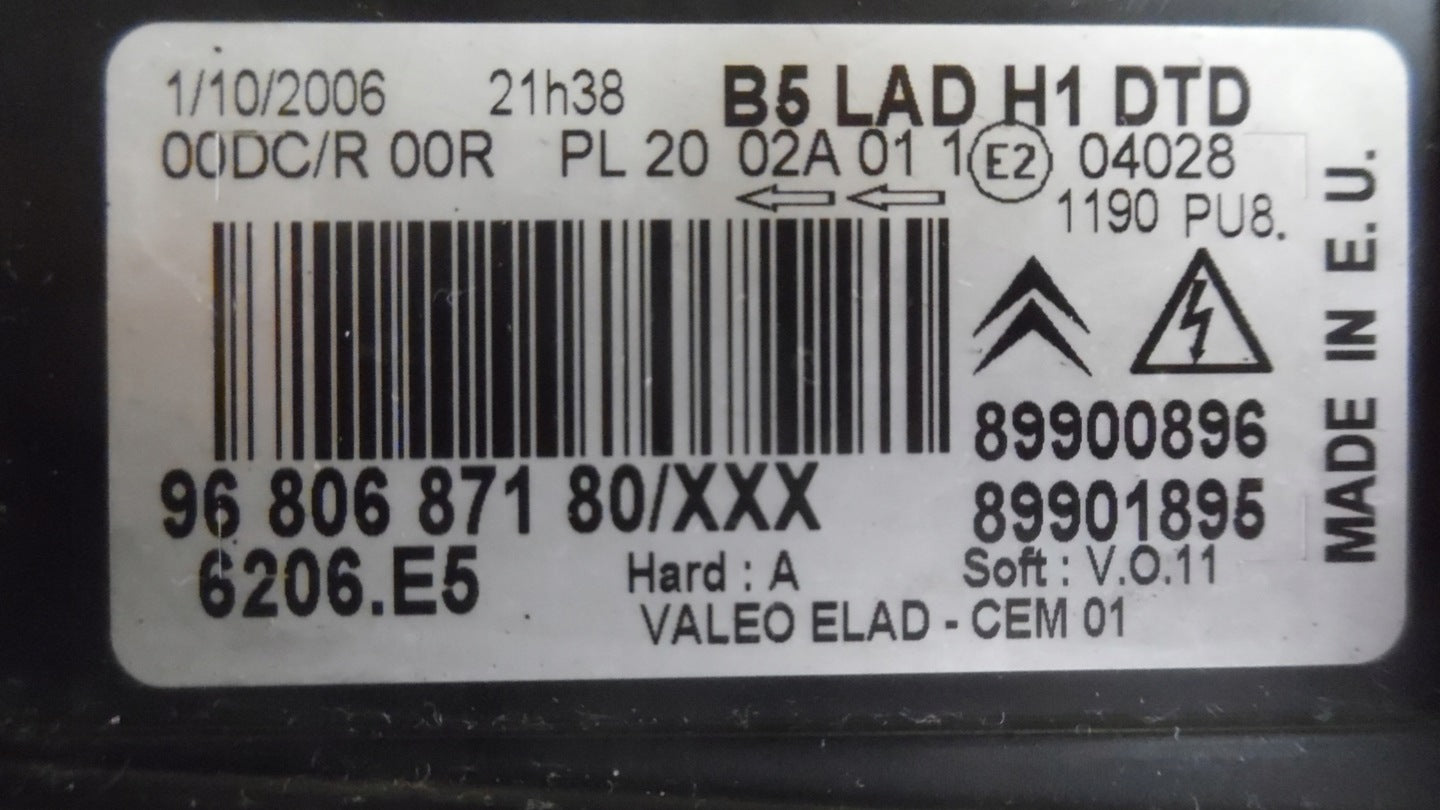 1/10/2006 21h38 B5 LAD H1 DTD
00DC/R 00R PL 20 02A 01 1 E2 04028
1190 PU8.
89900896
96 806 871 80/XXX 89901895
6206.E5 Hard : A Soft : V.O.11
VALEO ELAD - CEM 01
MADE IN E.U.